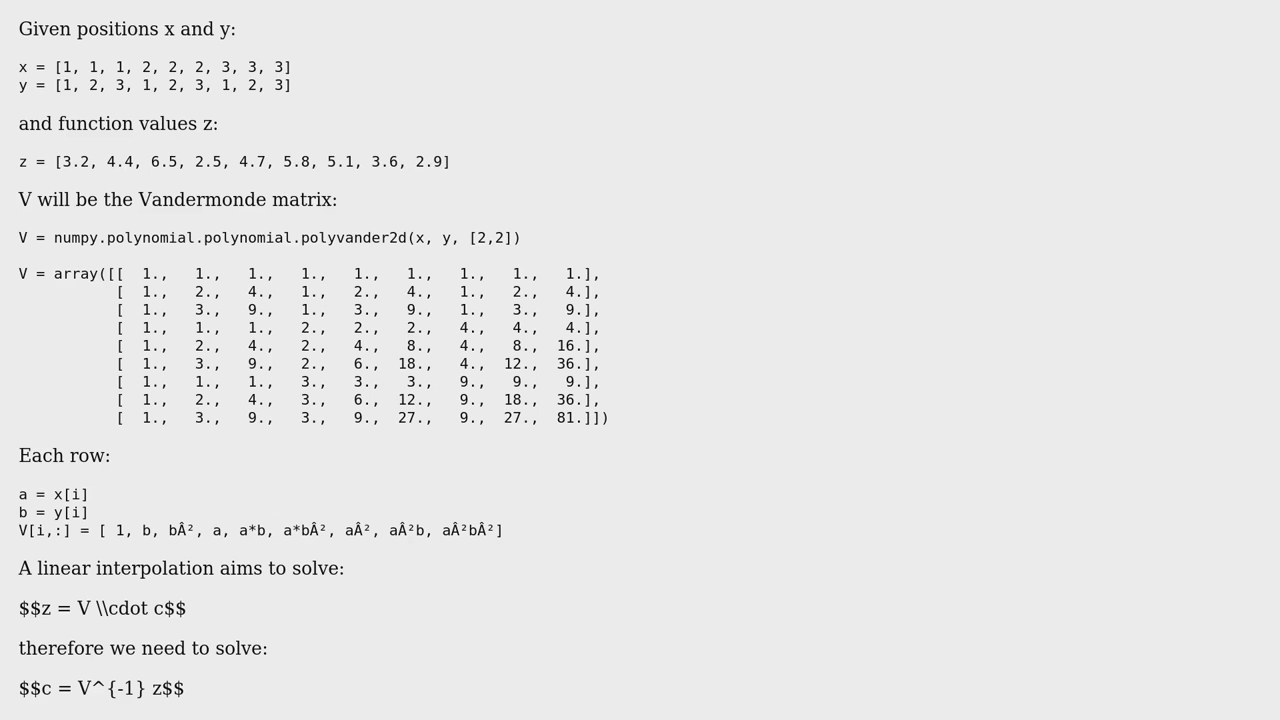 Given positions x and y:
x = [1, 1, 1, 2, 2, 2, 3, 3, 3]
y = [1, 2, 3, 1, 2, 3, 1, 2, 3]
and function values z:
z = [3.2, 4.4, 6.5, 2.5, 4.7, 5.8, 5.1, 3.6, 2.9]
V will be the Vandermonde matrix:
V = numpy.polynomial.polynomial.polyvander2d(x, y, [2,2])
V = array([[  1.,   1.,   1.,   1.,   1.,   1.,   1.,   1.,   1.],
           [  1.,   2.,   4.,   1.,   2.,   4.,   1.,   2.,   4.],
           [  1.,   3.,   9.,   1.,   3.,   9.,   1.,   3.,   9.],
           [  1.,   1.,   1.,   2.,   2.,   2.,   4.,   4.,   4.],
           [  1.,   2.,   4.,   2.,   4.,   8.,   4.,   8.,  16.],
           [  1.,   3.,   9.,   2.,   6.,  18.,   4.,  12.,  36.],
           [  1.,   1.,   1.,   3.,   3.,   3.,   9.,   9.,   9.],
           [  1.,   2.,   4.,   3.,   6.,  12.,   9.,  18.,  36.],
           [  1.,   3.,   9.,   3.,   9.,  27.,   9.,  27.,  81.]])
Each row:
a = x[i]
b = y[i]
V[i,:] = [ 1, b, bÂ², a, a*b, a*bÂ², aÂ², aÂ²b, aÂ²bÂ²]
A linear interpolation aims to solve:
$$z = V \\cdot c$$
therefore we need to solve:
$$c = V^{-1} z$$